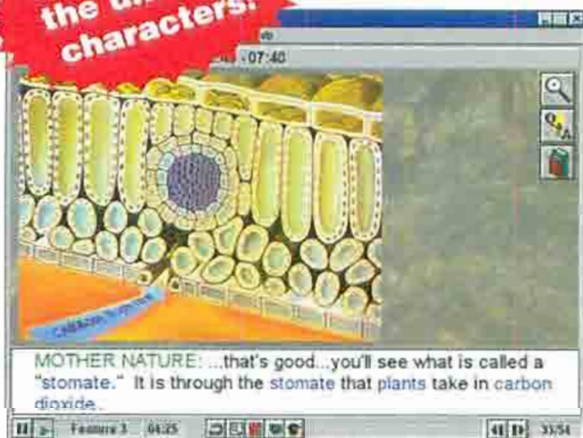 the
characters!
07:40
CARBON DIOXIDE
MOTHER NATURE: ...that's good...you'll see what is called a
"stomate." It is through the stomate that plants take in carbon
dioxide.
Feature 3 04:25 33/54